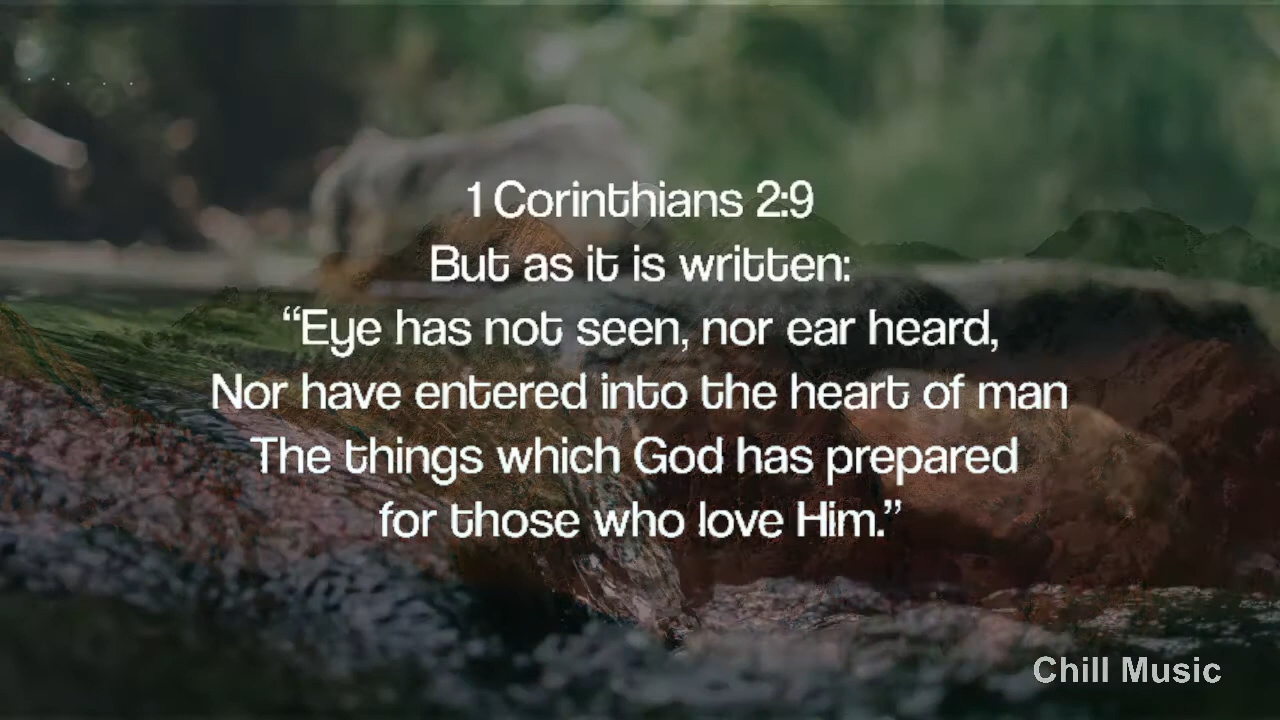 1 Corinthians 2:9
But as it is written:
“Eye has not seen, nor ear heard,
Nor have entered into the heart of man
The things which God has prepared
for those who love Him.”
Chill Music